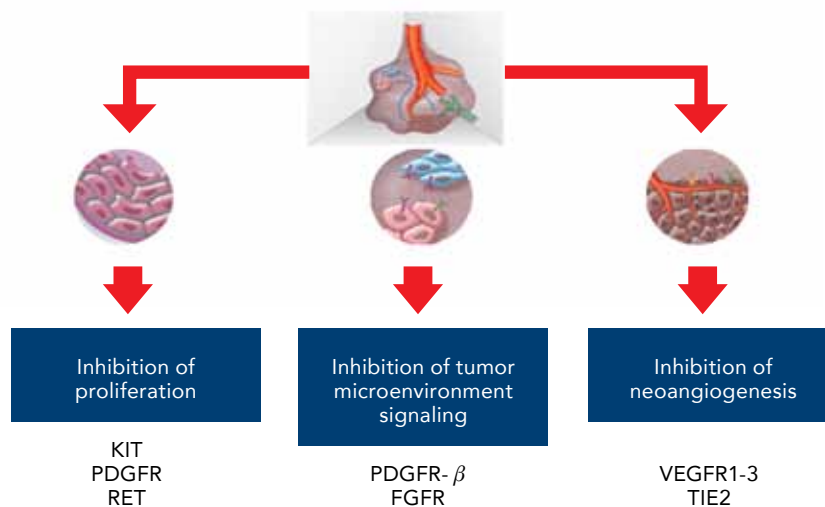 Inhibition of
proliferation
KIT
PDGFR
RET
Inhibition of tumor
microenvironment
signaling
PDGFR- β
FGFR
Inhibition of
neoangiogenesis
VEGFR1-3
TIE2